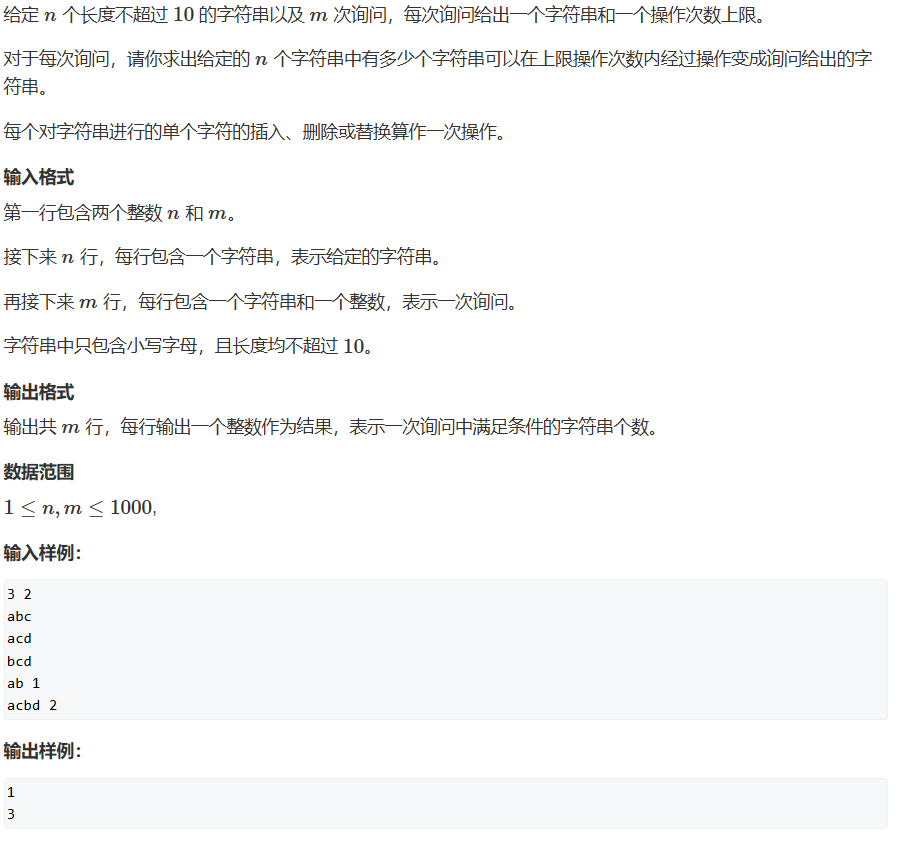 给定 n 个长度不超过 10 的字符串以及 m 次询问，每次询问给出一个字符串和一个操作次数上限。
对于每次询问，请你求出给定的 n 个字符串中有多少个字符串可以在上限操作次数内经过操作变成询问给出的字
符串。
每个对字符串进行的单个字符的插入、删除或替换算作一次操作。
输入格式
第一行包含两个整数 n 和 m。
接下来 n 行，每行包含一个字符串，表示给定的字符串。
再接下来 m 行，每行包含一个字符串和一个整数，表示一次询问。
字符串中只包含小写字母，且长度均不超过 10。
输出格式
输出共 m 行，每行输出一个整数作为结果，表示一次询问中满足条件的字符串个数。
数据范围
1 ≤ n, m ≤ 1000,
输入样例：
3 2
abc
acd
bcd
ab 1
acbd 2
输出样例：
1
3